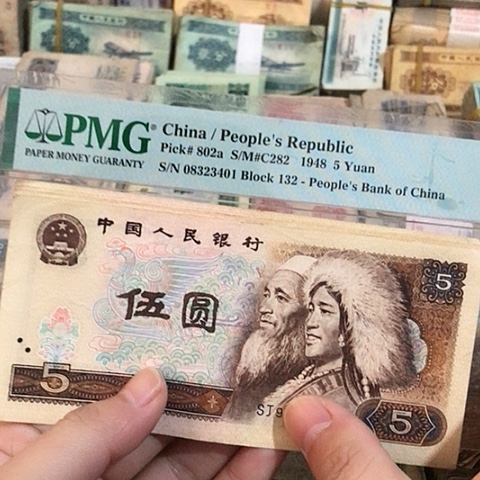 PMG®
PAPER MONEY GUARANTY
China / People's Republic
Pick# 802a S/M#C282 1948 5 Yuan
S/N 08323401 Block 132 - People's Bank of China
中国人民银行
5
伍圆
5
SJ9
5